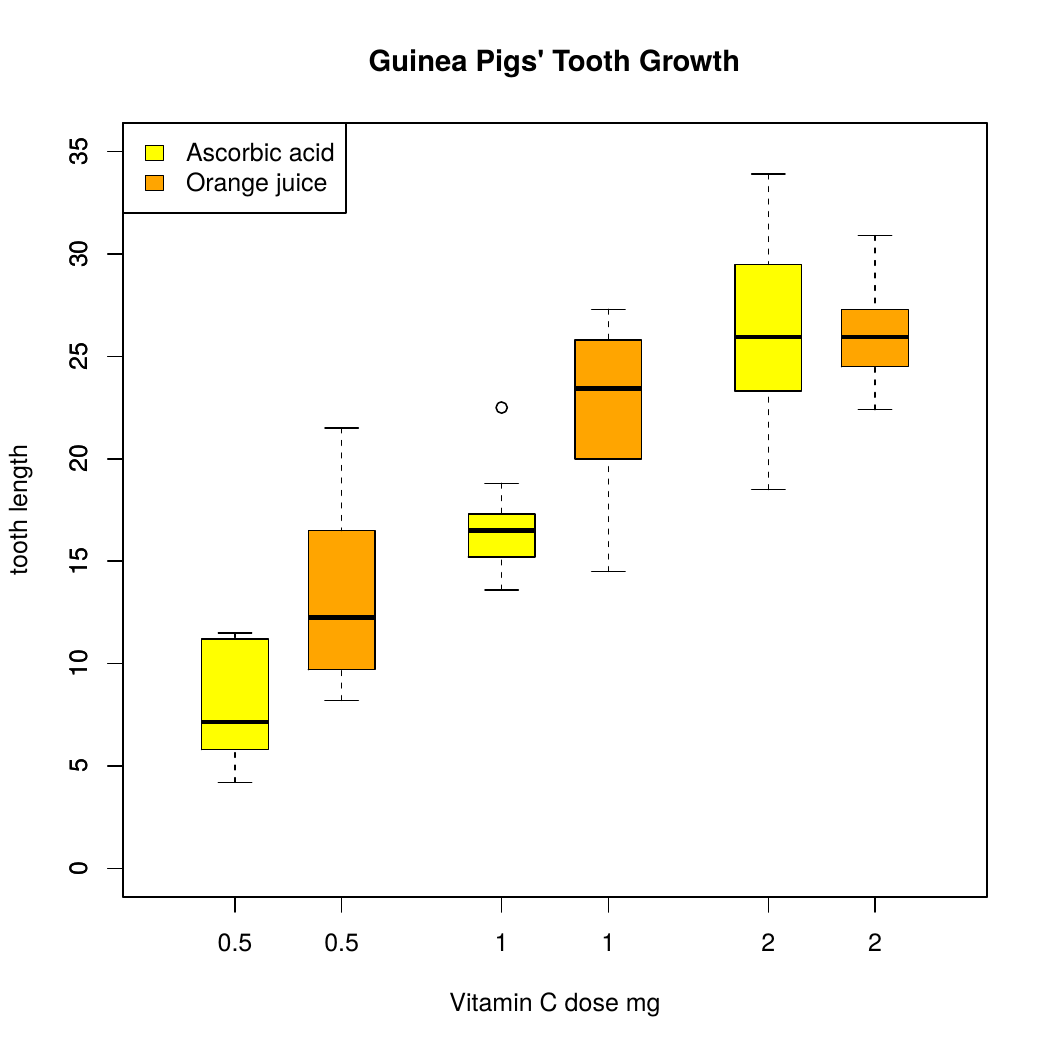 Guinea Pigs' Tooth Growth
Ascorbic acid
Orange juice
35
30
25
20
15
10
5
0
tooth length
0.5 0.5 1 1 2 2
Vitamin C dose mg